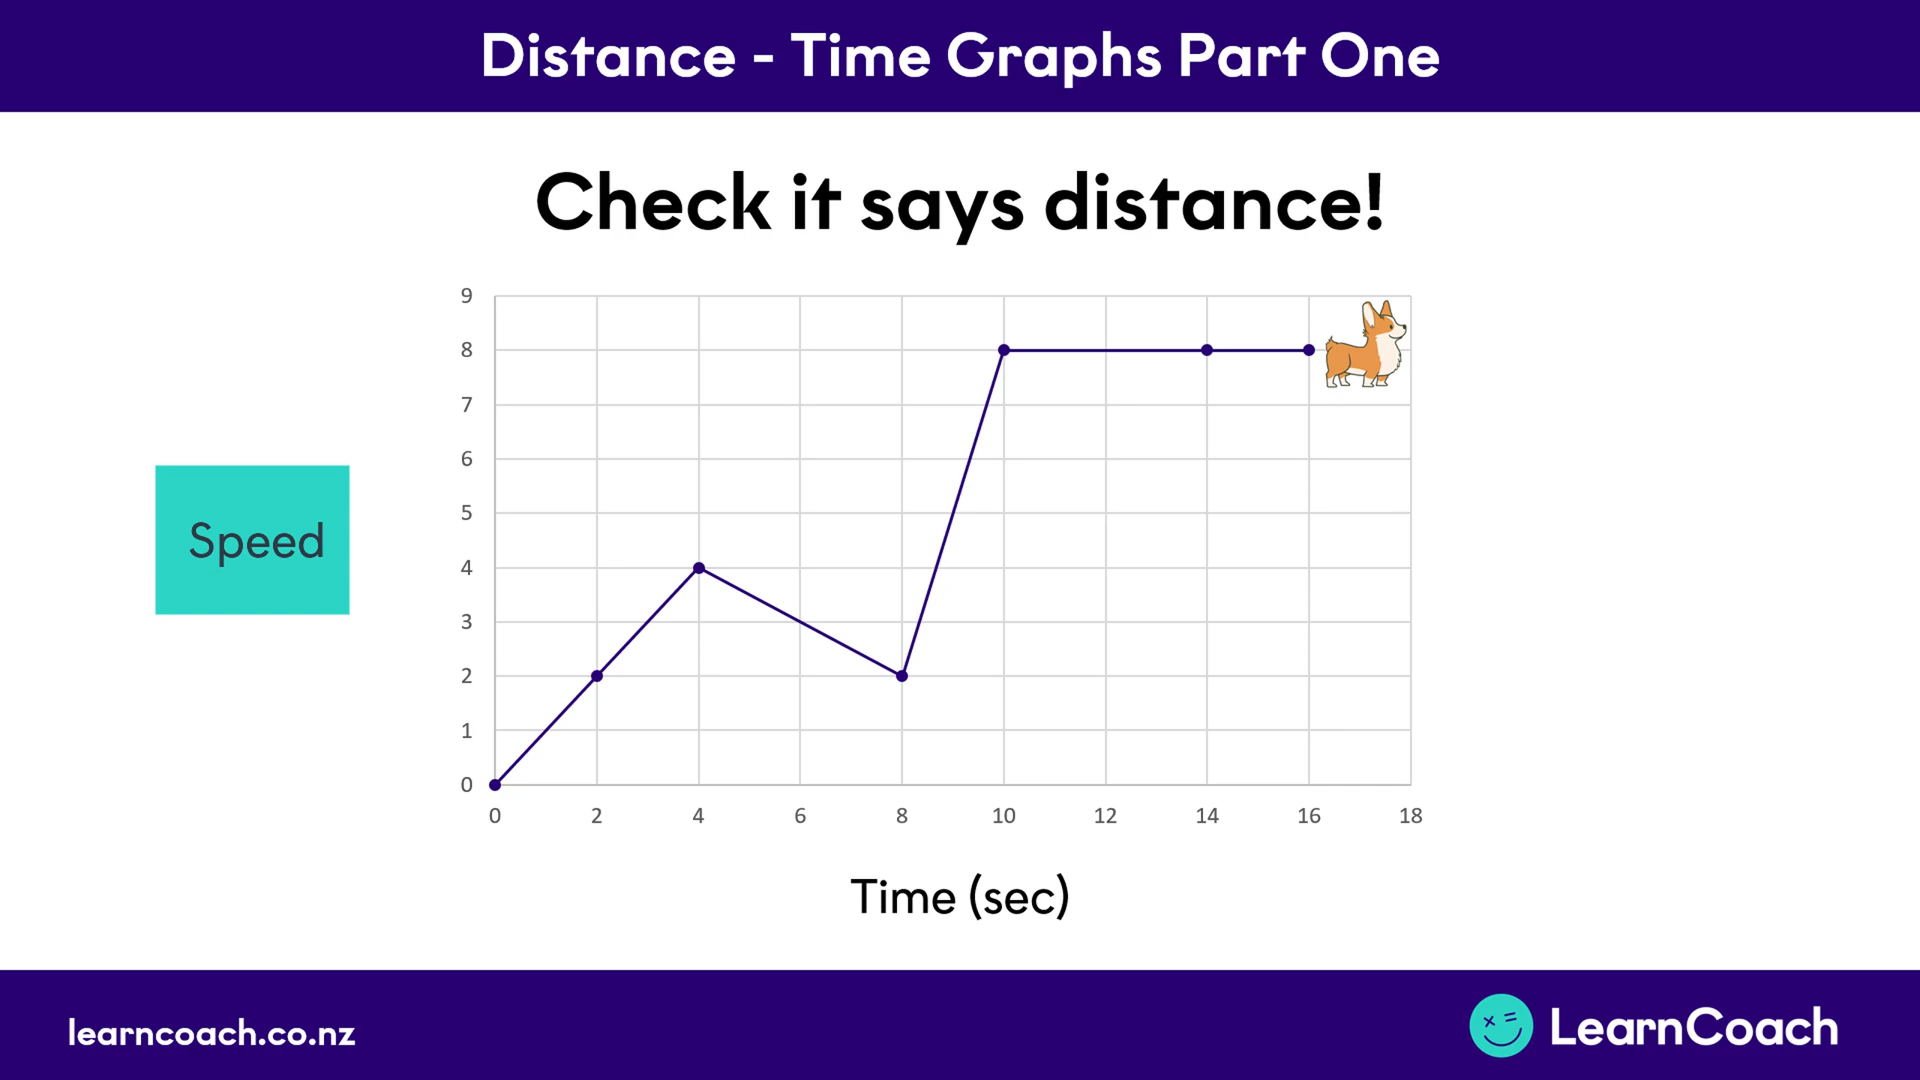 Distance - Time Graphs Part One
Check it says distance!
9
8
7
6
5
4
3
2
1
0
Speed
0 2 4 6 8 10 12 14 16 18
Time (sec)
learncoach.co.nz
LearnCoach